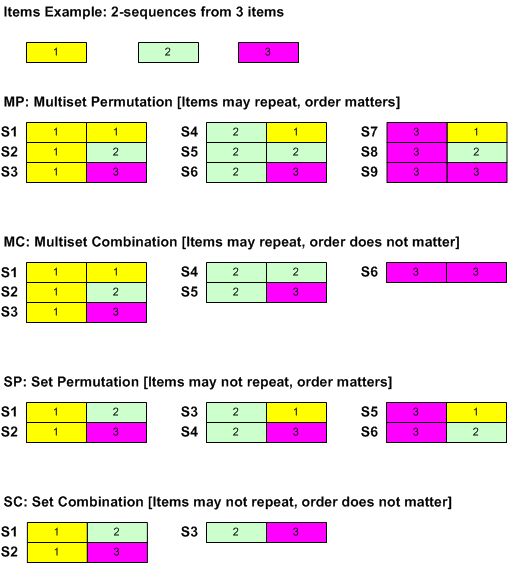 Items Example: 2-sequences from 3 items
1 2 3
MP: Multiset Permutation [Items may repeat, order matters]
S1 1 1 S4 2 1 S7 3 1
S2 1 2 S5 2 2 S8 3 2
S3 1 3 S6 2 3 S9 3 3
MC: Multiset Combination [Items may repeat, order does not matter]
S1 1 1 S4 2 2 S6 3 3
S2 1 2 S5 2 3
S3 1 3
SP: Set Permutation [Items may not repeat, order matters]
S1 1 2 S3 2 1 S5 3 1
S2 1 3 S4 2 3 S6 3 2
SC: Set Combination [Items may not repeat, order does not matter]
S1 1 2 S3 2 3
S2 1 3